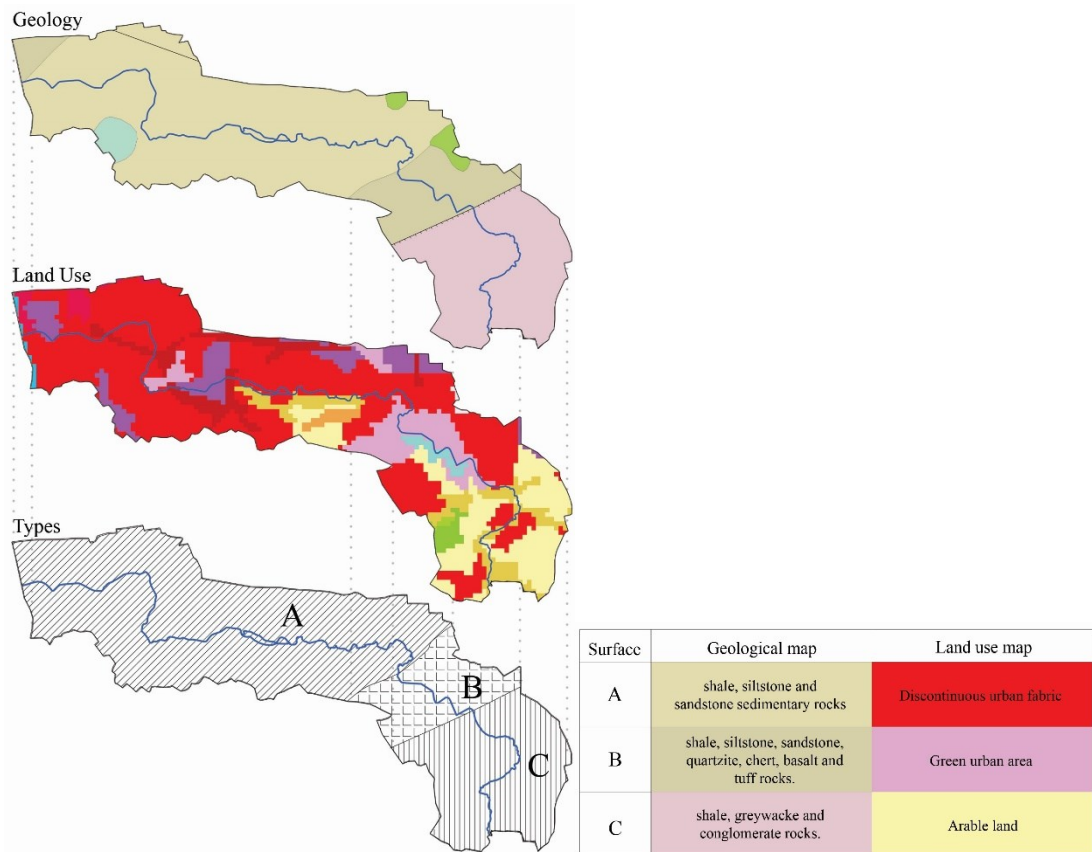 Geology
Land Use
Types
A
B
C
Surface Geological map Land use map
A
shale, siltstone and
sandstone sedimentary rocks
Discontinuous urban fabric
B
shale, siltstone, sandstone,
quartzite, chert, basalt and
tuff rocks.
Green urban area
C
shale, greywacke and
conglomerate rocks.
Arable land